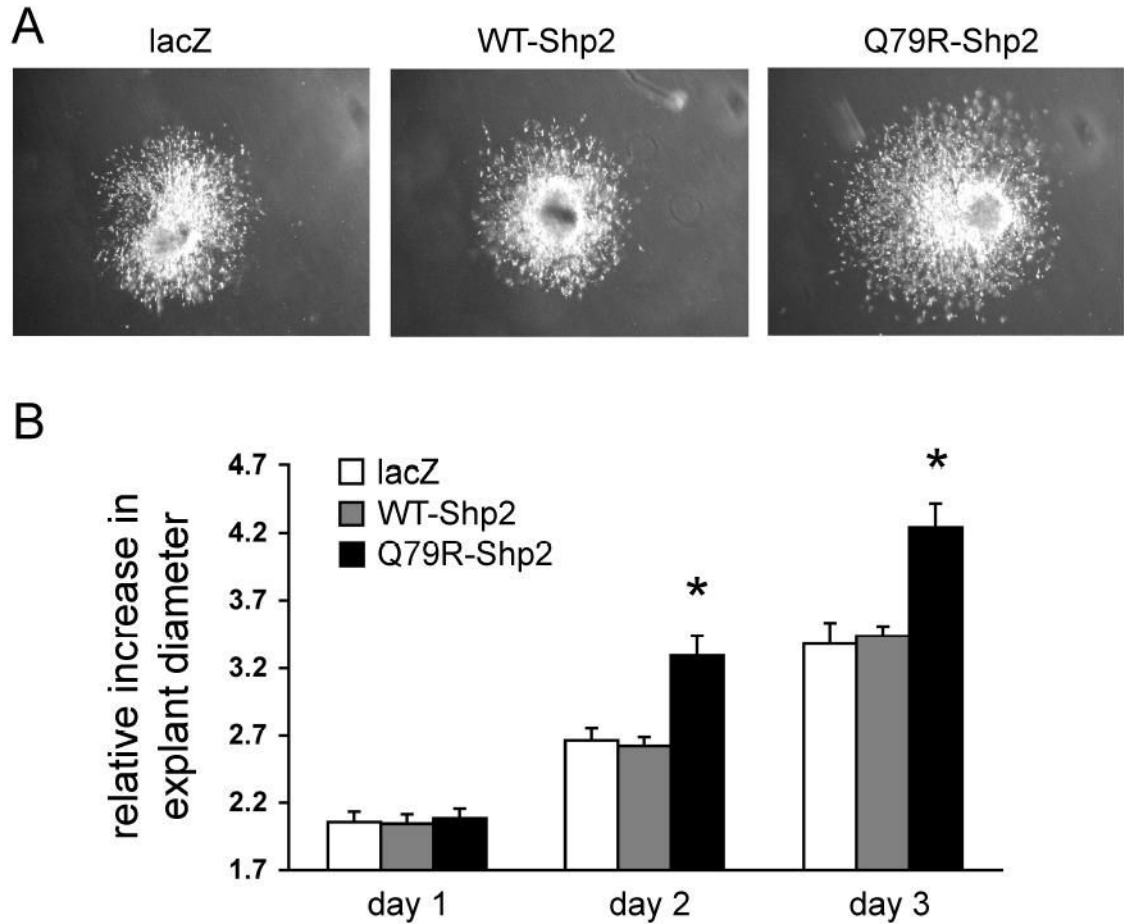 A
lacZ
WT-Shp2
Q79R-Shp2
B
relative increase in
explant diameter
4.7
4.2
3.7
3.2
2.7
2.2
1.7
lacZ
WT-Shp2
Q79R-Shp2
*
*
day 1
day 2
day 3